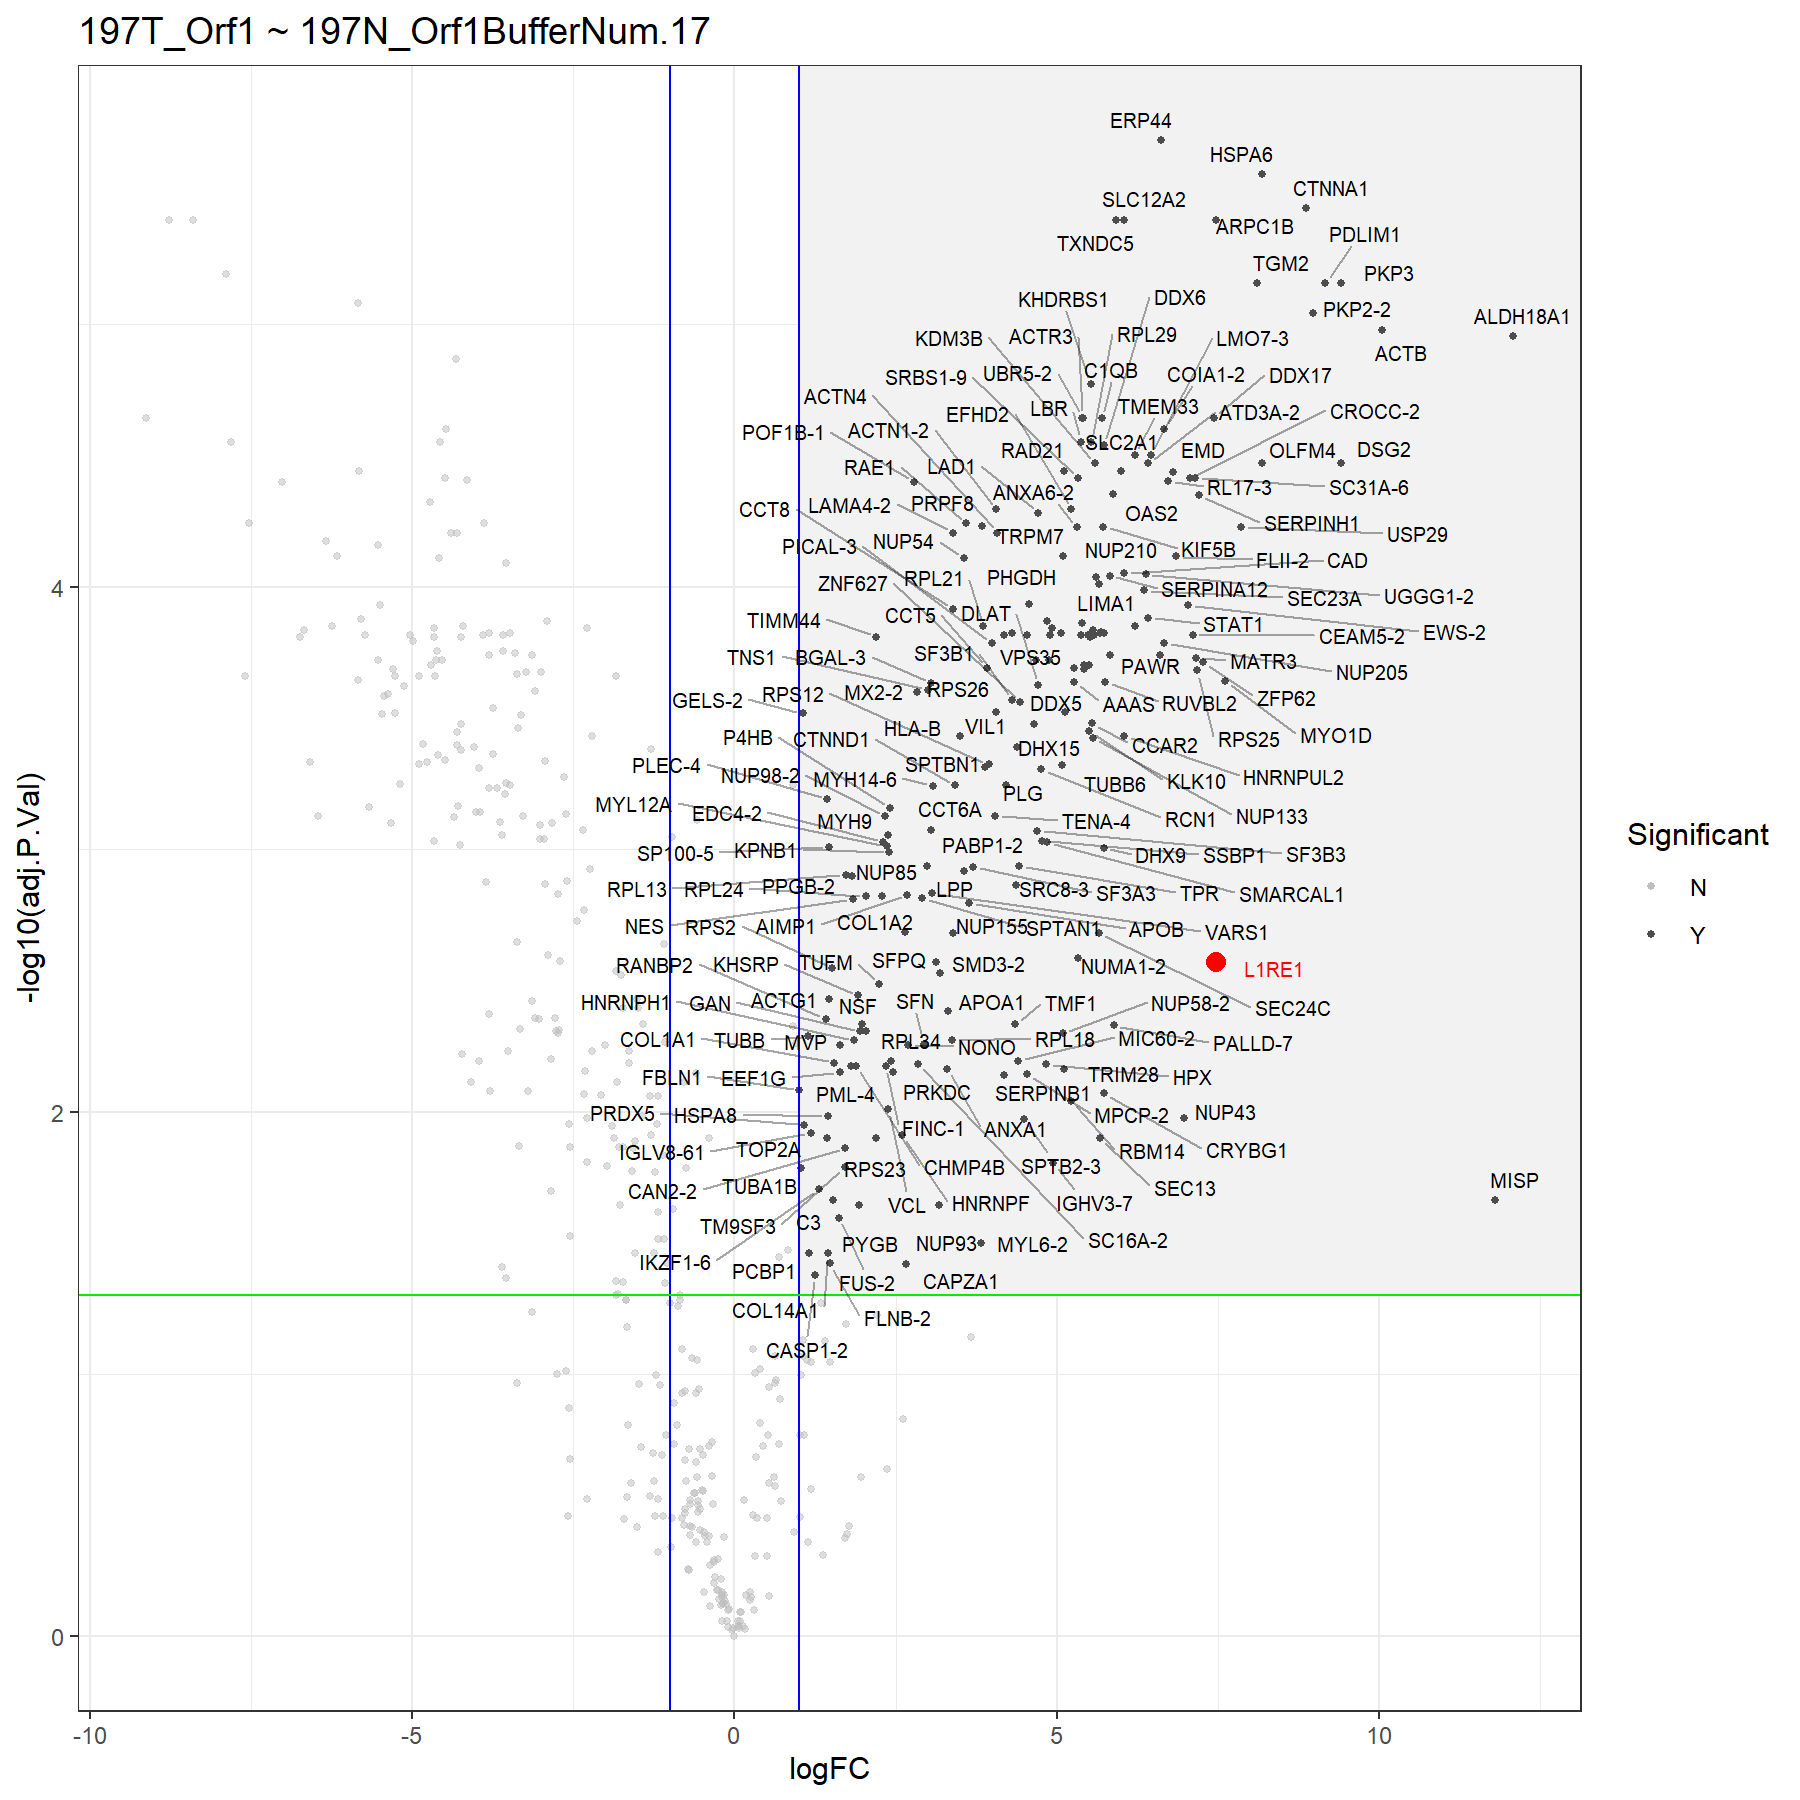 197T_Orf1 ~ 197N_Orf1BufferNum.17
ERP44
HSPA6
CTNNA1
SLC12A2
ARPC1B
PDLIM1
TXNDC5
TGM2
PKP3
KHDRBS1
DDX6
PKP2-2
ALDH18A1
KDM3B
ACTR3
RPL29
LMO7-3
ACTB
SRBS1-9
UBR5-2
C1QB
COIA1-2
DDX17
ACTN4
EFHD2
LBR
TMEM33
ATD3A-2
CROCC-2
POF1B-1
ACTN1-2
RAD21
SLC2A1
EMD
OLFM4
DSG2
RAE1
LAD1
ANXA6-2
RL17-3
SC31A-6
CCT8
LAMA4-2
PRPF8
OAS2
SERPINH1
USP29
PICAL-3
NUP54
TRPM7
NUP210
KIF5B
FLII-2
CAD
ZNF627
RPL21
PHGDH
SERPINA12
SEC23A
UGGG1-2
TIMM44
CCT5
DLAT
LIMA1
STAT1
CEAM5-2
EWS-2
TNS1
BGAL-3
SF3B1
VPS35
PAWR
MATR3
NUP205
GELS-2
RPS12
MX2-2
RPS26
DDX5
AAAS
RUVBL2
ZFP62
P4HB
CTNND1
HLA-B
VIL1
DHX15
CCAR2
RPS25
MYO1D
PLEC-4
NUP98-2
MYH14-6
SPTBN1
PLG
TUBB6
KLK10
HNRNPUL2
MYL12A
EDC4-2
MYH9
CCT6A
TENA-4
RCN1
NUP133
SP100-5
KPNB1
NUP85
PABP1-2
DHX9
SSBP1
SF3B3
RPL13
RPL24
PPGB-2
LPP
SRC8-3
SF3A3
TPR
SMARCAL1
NES
RPS2
AIMP1
COL1A2
NUP155
SPTAN1
APOB
VARS1
RANBP2
KHSRP
TUFM
SFPQ
SMD3-2
NUMA1-2
L1RE1
HNRNPH1
GAN
ACTG1
NSF
SFN
APOA1
TMF1
NUP58-2
SEC24C
COL1A1
TUBB
MVP
RPL34
NONO
RPL18
MIC60-2
PALLD-7
FBLN1
EEF1G
PML-4
PRKDC
SERPINB1
TRIM28
HPX
PRDX5
HSPA8
FINC-1
ANXA1
MPCP-2
NUP43
IGLV8-61
TOP2A
RPS23
CHMP4B
SPTB2-3
RBM14
CRYBG1
CAN2-2
TUBA1B
VCL
HNRNPF
IGHV3-7
SEC13
MISP
TM9SF3
C3
PYGB
NUP93
MYL6-2
SC16A-2
IKZF1-6
PCBP1
FUS-2
CAPZA1
COL14A1
FLNB-2
CASP1-2
Significant
N
Y
4
2
0
-10
-5
0
5
10
logFC
-log10(adj.P.Val)